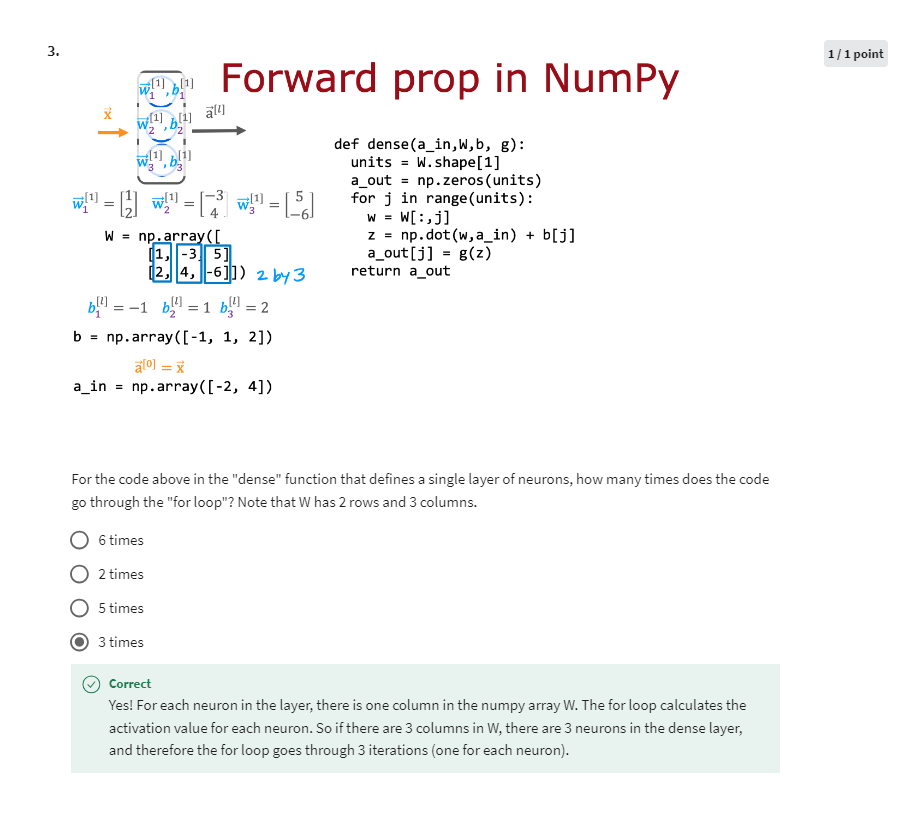 3.
1 / 1 point
Forward prop in NumPy
w⃗₁^[1], b₁^[1]
x⃗
w⃗₂^[1], b₂^[1] a⃗^[1]
w⃗₃^[1], b₃^[1]
def dense(a_in,W,b, g):
units = W.shape[1]
a_out = np.zeros(units)
for j in range(units):
w = W[:,j]
z = np.dot(w,a_in) + b[j]
a_out[j] = g(z)
return a_out
w⃗₁^[1] = [1 2] w⃗₂^[1] = [−3 4] w⃗₃^[1] = [5 −6]
W = np.array([
[1, -3, 5]
[2, 4, -6]]) 2 by 3
b₁^[l] = −1 b₂^[l] = 1 b₃^[l] = 2
b = np.array([-1, 1, 2])
a⃗^[0] = x⃗
a_in = np.array([-2, 4])
For the code above in the "dense" function that defines a single layer of neurons, how many times does the code
go through the "for loop"? Note that W has 2 rows and 3 columns.
6 times
2 times
5 times
3 times
Correct
Yes! For each neuron in the layer, there is one column in the numpy array W. The for loop calculates the
activation value for each neuron. So if there are 3 columns in W, there are 3 neurons in the dense layer,
and therefore the for loop goes through 3 iterations (one for each neuron).